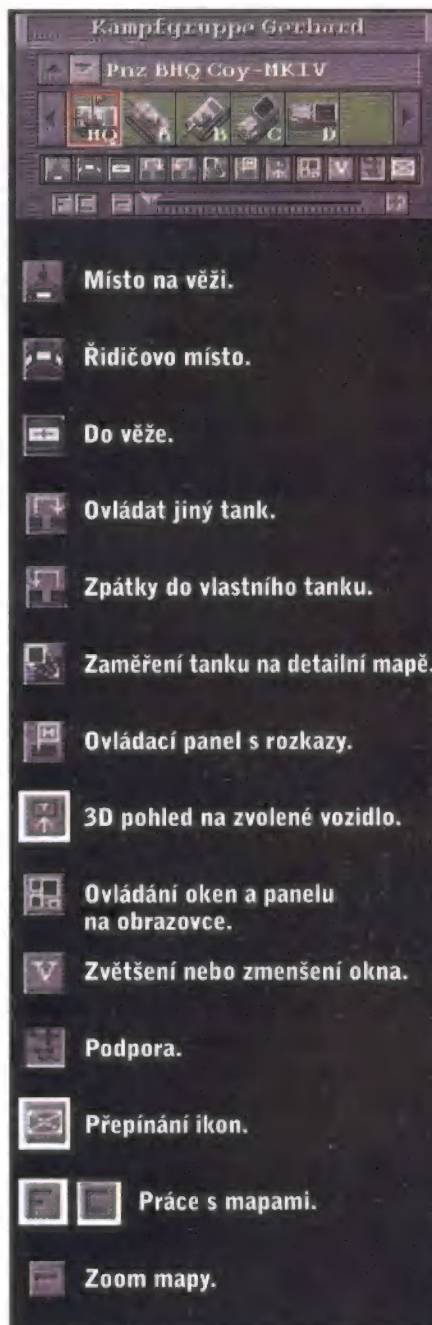 Kampfgruppe Gerhard
Pnz BHQ Coy-MKIV
HQ A B C D
V
F C
Místo na věži.
Řidičovo místo.
Do věže.
Ovládat jiný tank.
Zpátky do vlastního tanku.
Zaměření tanku na detailní mapě.
Ovládací panel s rozkazy.
3D pohled na zvolené vozidlo.
Ovládání oken a panelu
na obrazovce.
V
Zvětšení nebo zmenšení okna.
Podpora.
Přepínání ikon.
F C
Práce s mapami.
Zoom mapy.